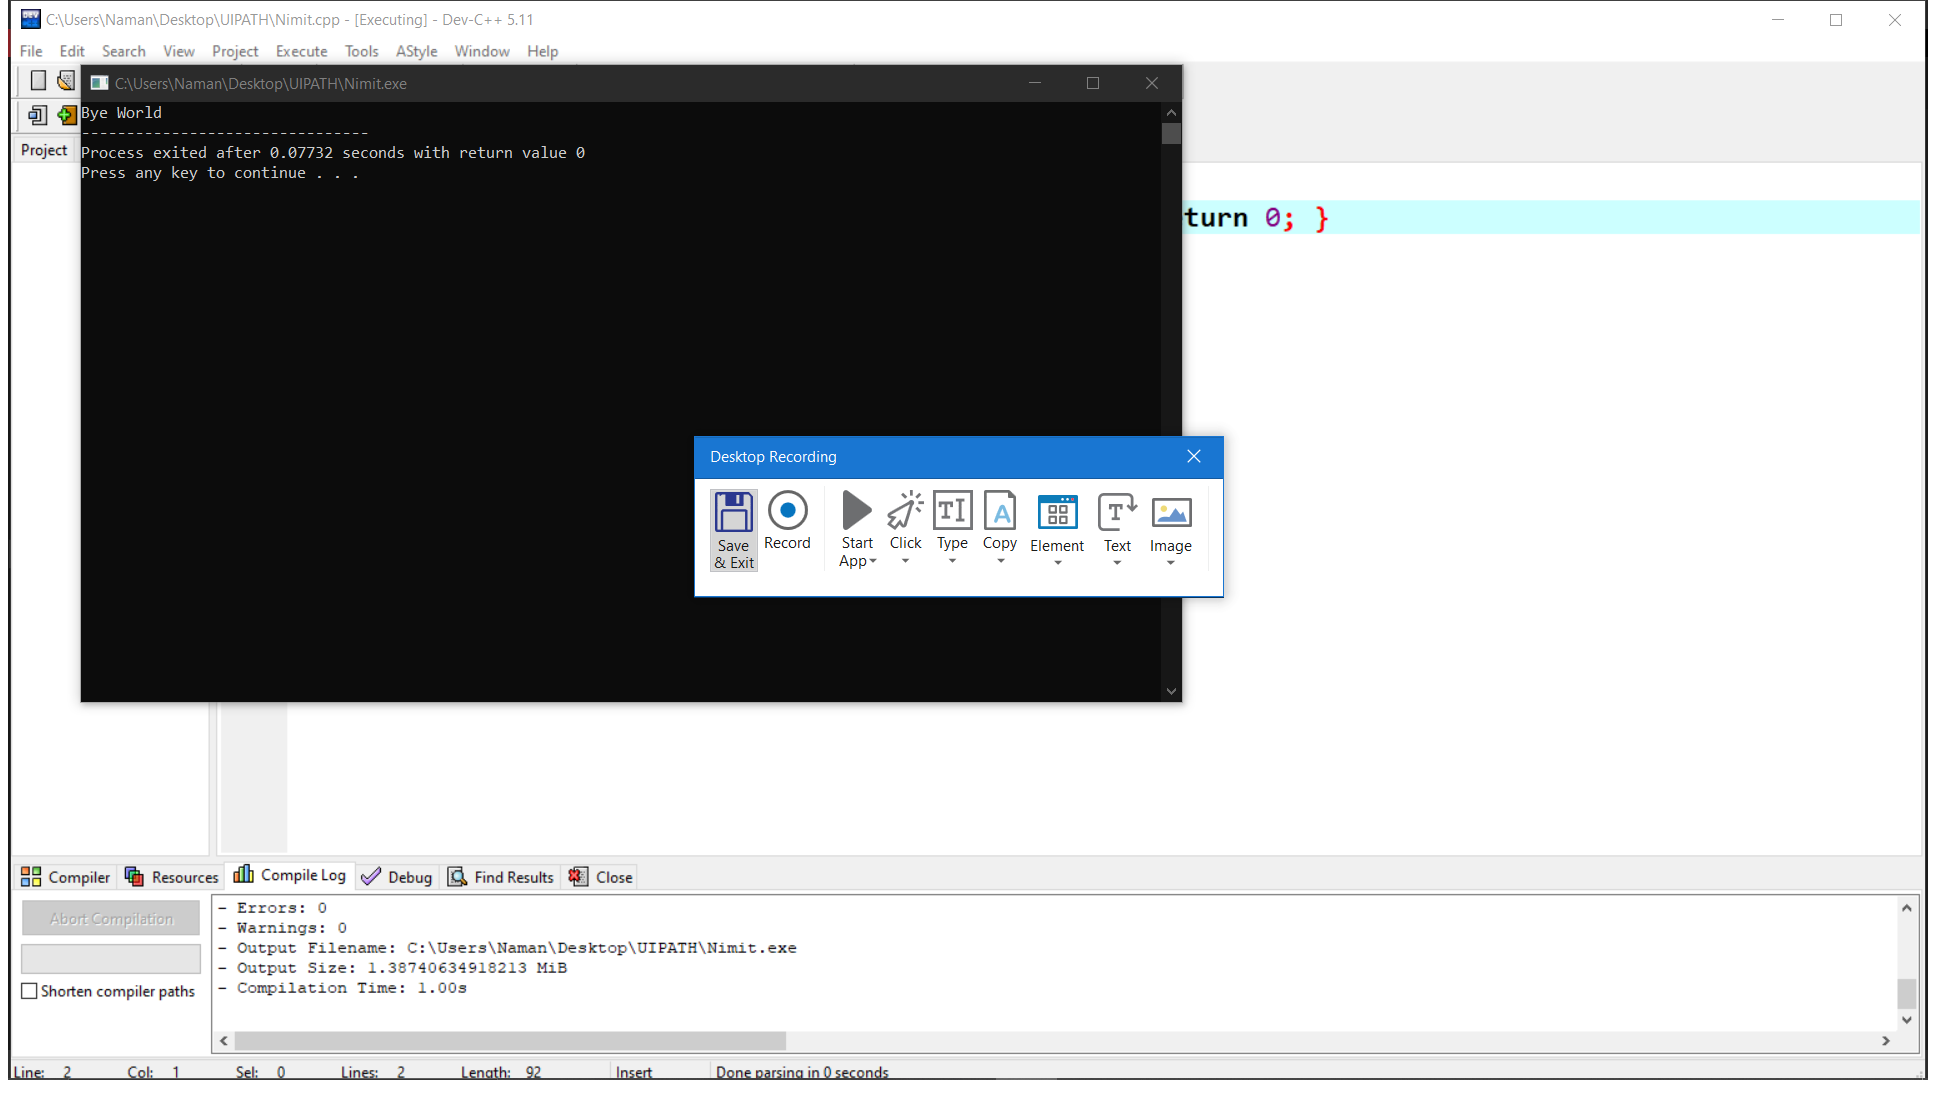 C:\Users\Naman\Desktop\UIPATH\Nimit.cpp - [Executing] - Dev-C++ 5.11
File Edit Search View Project Execute Tools AStyle Window Help
C:\Users\Naman\Desktop\UIPATH\Nimit.exe
Bye World
--------------------------------
Process exited after 0.07732 seconds with return value 0
Press any key to continue . . .
Project
turn 0; }
Desktop Recording
Save & Exit
Record
Start App
Click
Type
Copy
Element
Text
Image
Compiler Resources Compile Log Debug Find Results Close
Abort Compilation
Shorten compiler paths
- Errors: 0
- Warnings: 0
- Output Filename: C:\Users\Naman\Desktop\UIPATH\Nimit.exe
- Output Size: 1.38740634918213 MiB
- Compilation Time: 1.00s
Line: 2 Col: 1 Sel: 0 Lines: 2 Length: 92 Insert Done parsing in 0 seconds